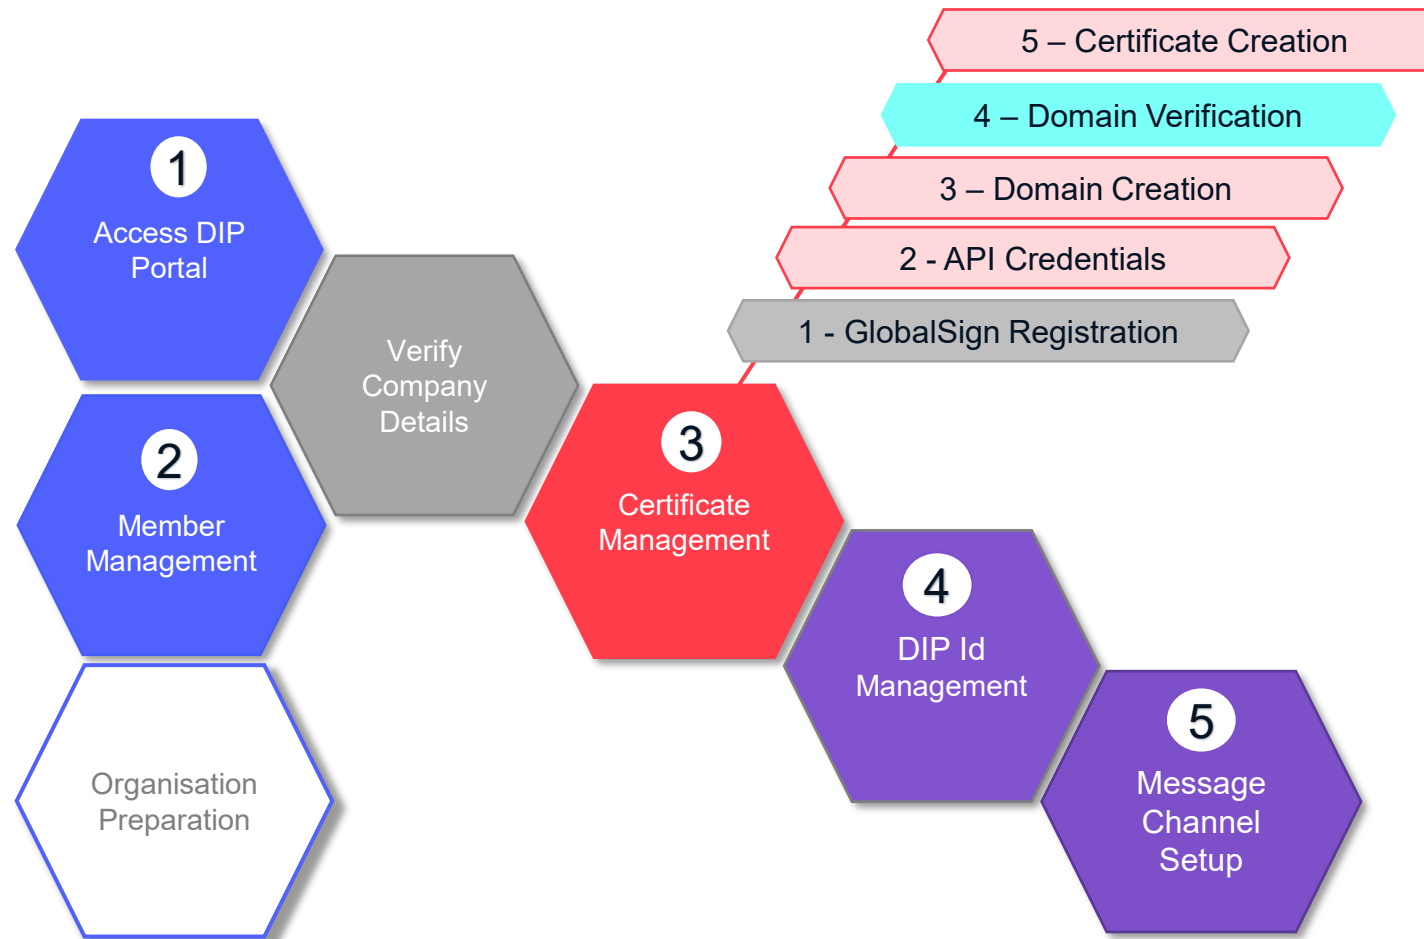 5 – Certificate Creation
4 – Domain Verification
3 – Domain Creation
2 - API Credentials
1 - GlobalSign Registration
1
Access DIP
Portal
Verify
Company
Details
2
Member
Management
3
Certificate
Management
4
DIP Id
Management
5
Message
Channel
Setup
Organisation
Preparation